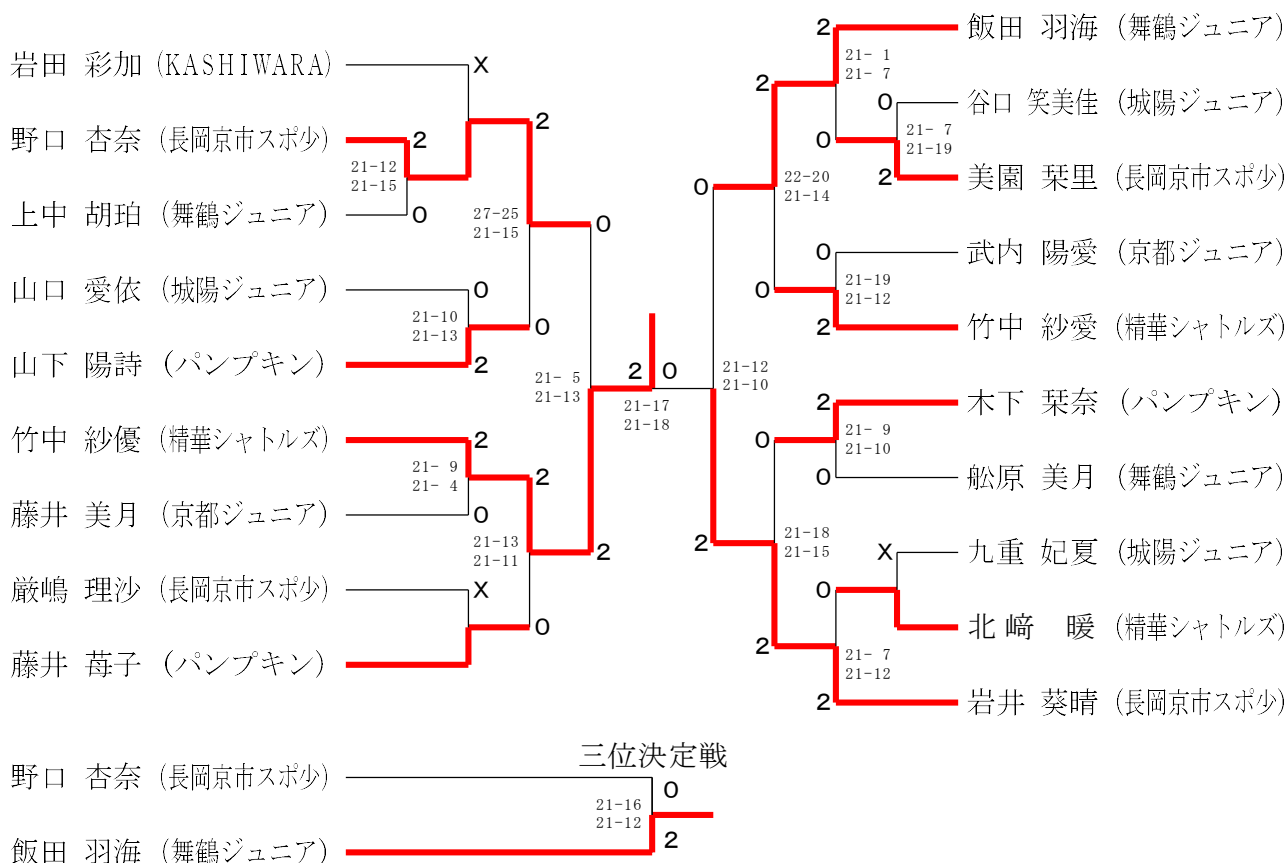 岩田 彩加 (KASHIWARA)
X
野口 杏奈 (長岡京市スポ少)
2
21-12
21-15
2
上中 胡珀 (舞鶴ジュニア)
0
27-25
21-15
0
山口 愛依 (城陽ジュニア)
0
21-10
21-13
0
山下 陽詩 (パンプキン)
2
21- 5
21-13
竹中 紗優 (精華シャトルズ)
2
21- 9
21- 4
2
藤井 美月 (京都ジュニア)
0
21-13
21-11
2
厳嶋 理沙 (長岡京市スポ少)
X
0
藤井 苺子 (パンプキン)
2 0
21-17
21-18
飯田 羽海 (舞鶴ジュニア)
2
21- 1
21- 7
2
谷口 笑美佳 (城陽ジュニア)
0
21- 7
21-19
0
美園 栞里 (長岡京市スポ少)
2
22-20
21-14
0
武内 陽愛 (京都ジュニア)
0
21-19
21-12
0
竹中 紗愛 (精華シャトルズ)
2
21-12
21-10
木下 栞奈 (パンプキン)
2
21- 9
21-10
0
舩原 美月 (舞鶴ジュニア)
0
21-18
21-15
2
九重 妃夏 (城陽ジュニア)
X
0
北﨑 暖 (精華シャトルズ)
21- 7
21-12
2
岩井 葵晴 (長岡京市スポ少)
2
三位決定戦
野口 杏奈 (長岡京市スポ少)
0
21-16
21-12
飯田 羽海 (舞鶴ジュニア)
2